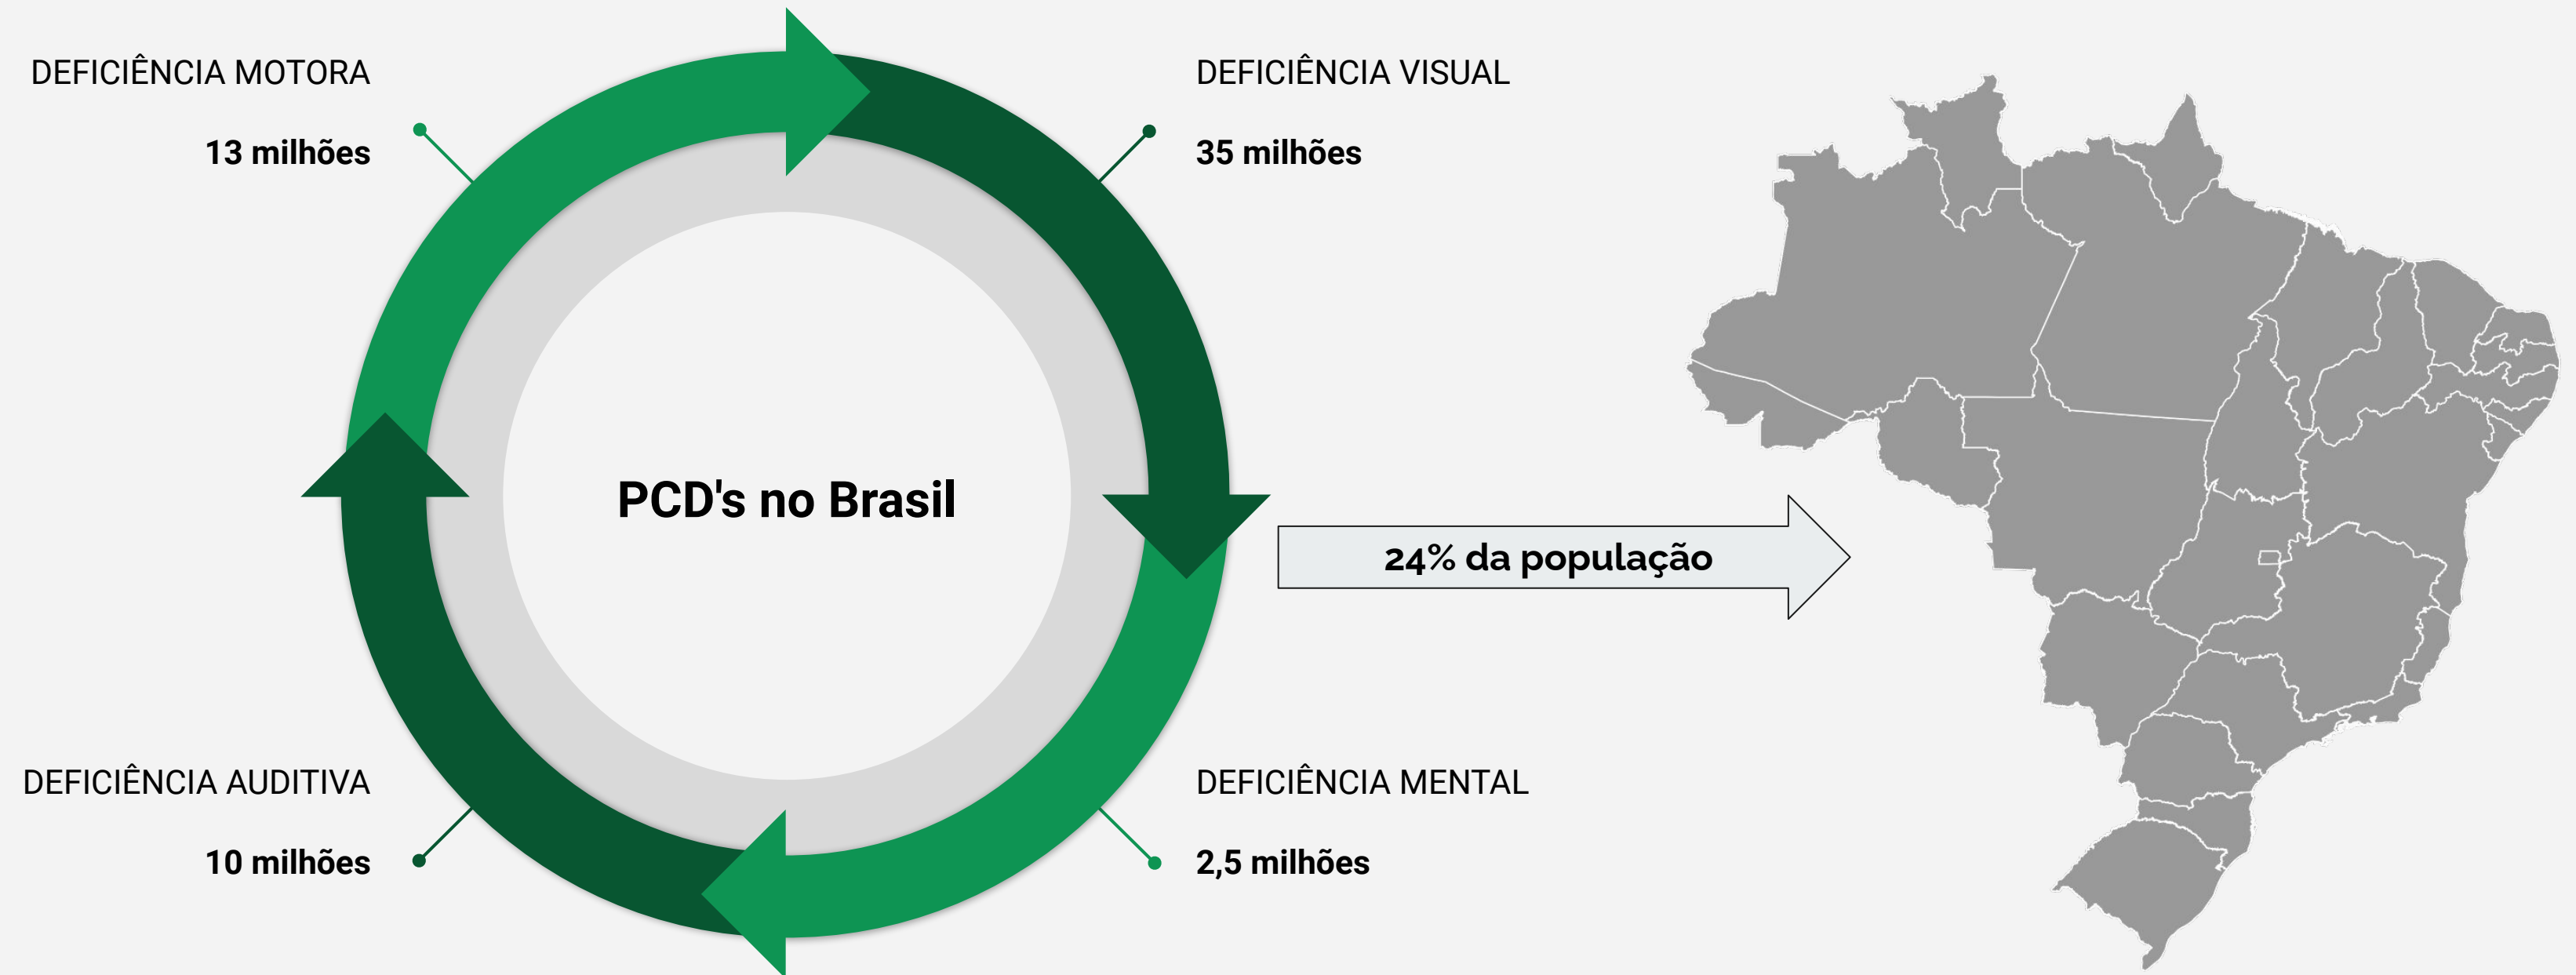 DEFICIÊNCIA MOTORA
13 milhões
DEFICIÊNCIA VISUAL
35 milhões
PCD's no Brasil
24% da população
DEFICIÊNCIA AUDITIVA
10 milhões
DEFICIÊNCIA MENTAL
2,5 milhões